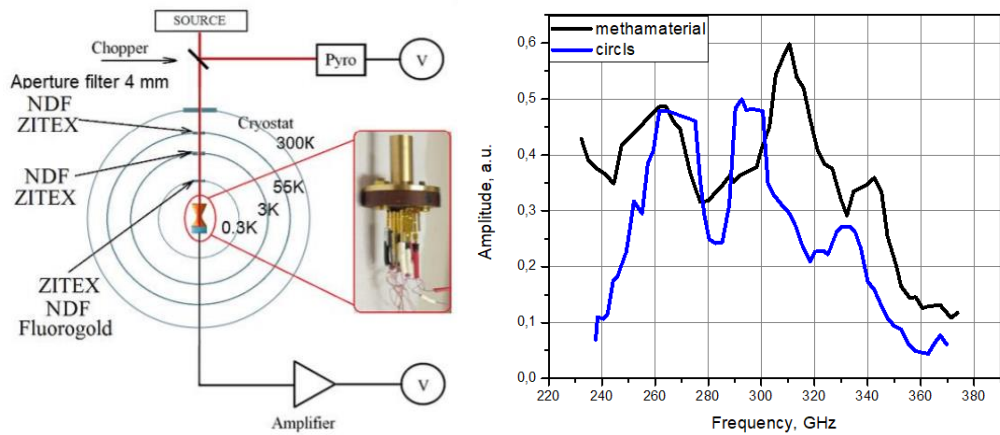 SOURCE
Chopper
Pyro
V
Aperture filter 4 mm
NDF
ZITEX
Cryostat
300K
NDF
ZITEX
55K
3K
0.3K
ZITEX
NDF
Fluorogold
V
Amplifier
methamaterial
circls
0,6
0,5
0,4
0,3
0,2
0,1
0,0
Amplitude, a.u.
220 240 260 280 300 320 340 360 380
Frequency, GHz